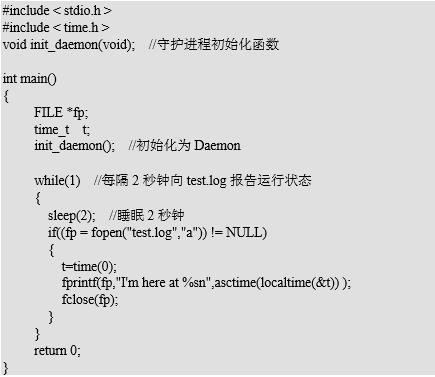 #include < stdio.h >
#include < time.h >
void init_daemon(void);    //守护进程初始化函数

int main()
{
        FILE *fp;
        time_t    t;
        init_daemon();   //初始化为 Daemon

        while(1)   //每隔 2 秒钟向 test.log 报告运行状态
        {
            sleep(2);   //睡眠 2 秒钟
            if((fp = fopen("test.log","a")) != NULL)
            {
                t=time(0);
                fprintf(fp,"I'm here at %sn",asctime(localtime(&t)) );
                fclose(fp);
            }
        }
        return 0;
}